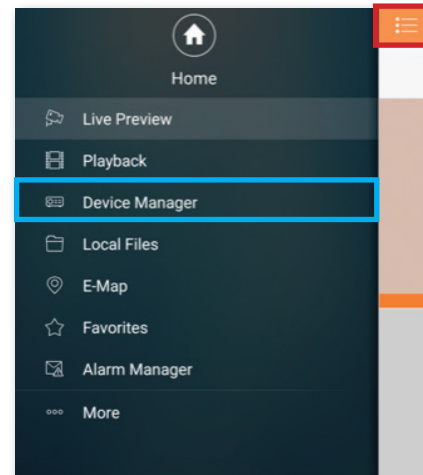 Home
Live Preview
Playback
Device Manager
Local Files
E-Map
Favorites
Alarm Manager
More